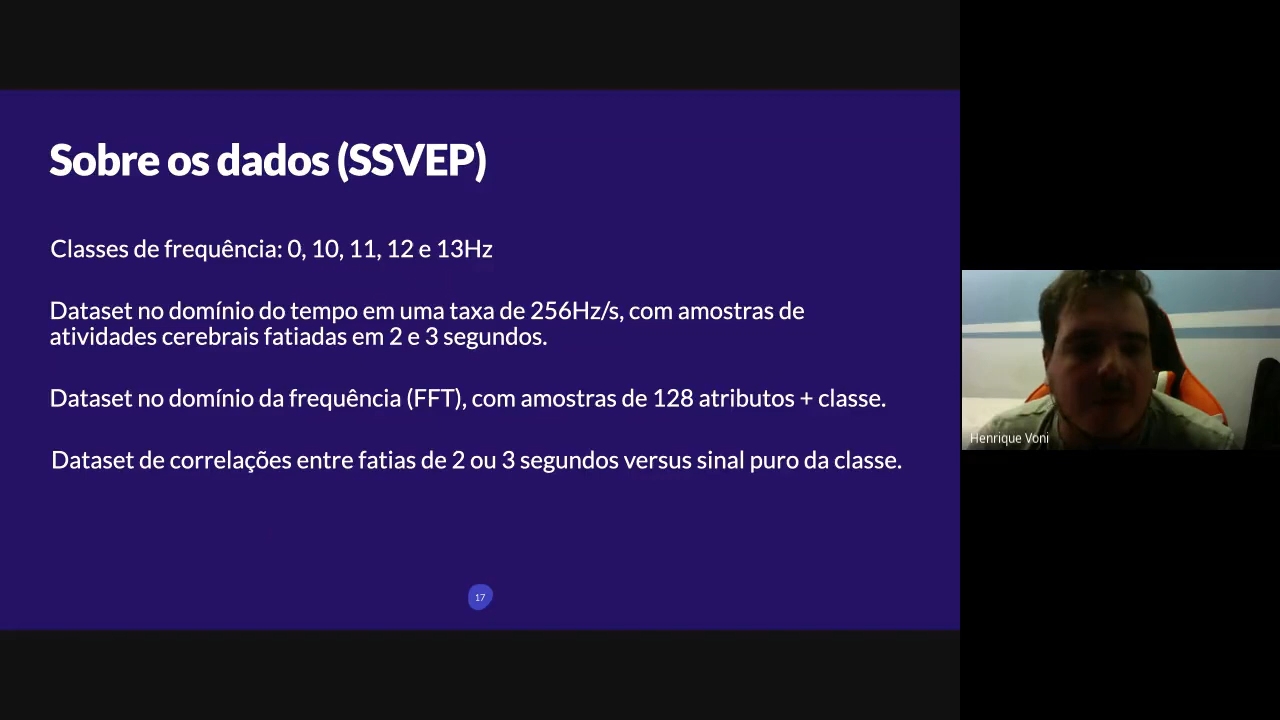 Sobre os dados (SSVEP)
Classes de frequência: 0, 10, 11, 12 e 13Hz
Dataset no domínio do tempo em uma taxa de 256Hz/s, com amostras de
atividades cerebrais fatiadas em 2 e 3 segundos.
Dataset no domínio da frequência (FFT), com amostras de 128 atributos + classe.
Dataset de correlações entre fatias de 2 ou 3 segundos versus sinal puro da classe.
17
Henrique Voni